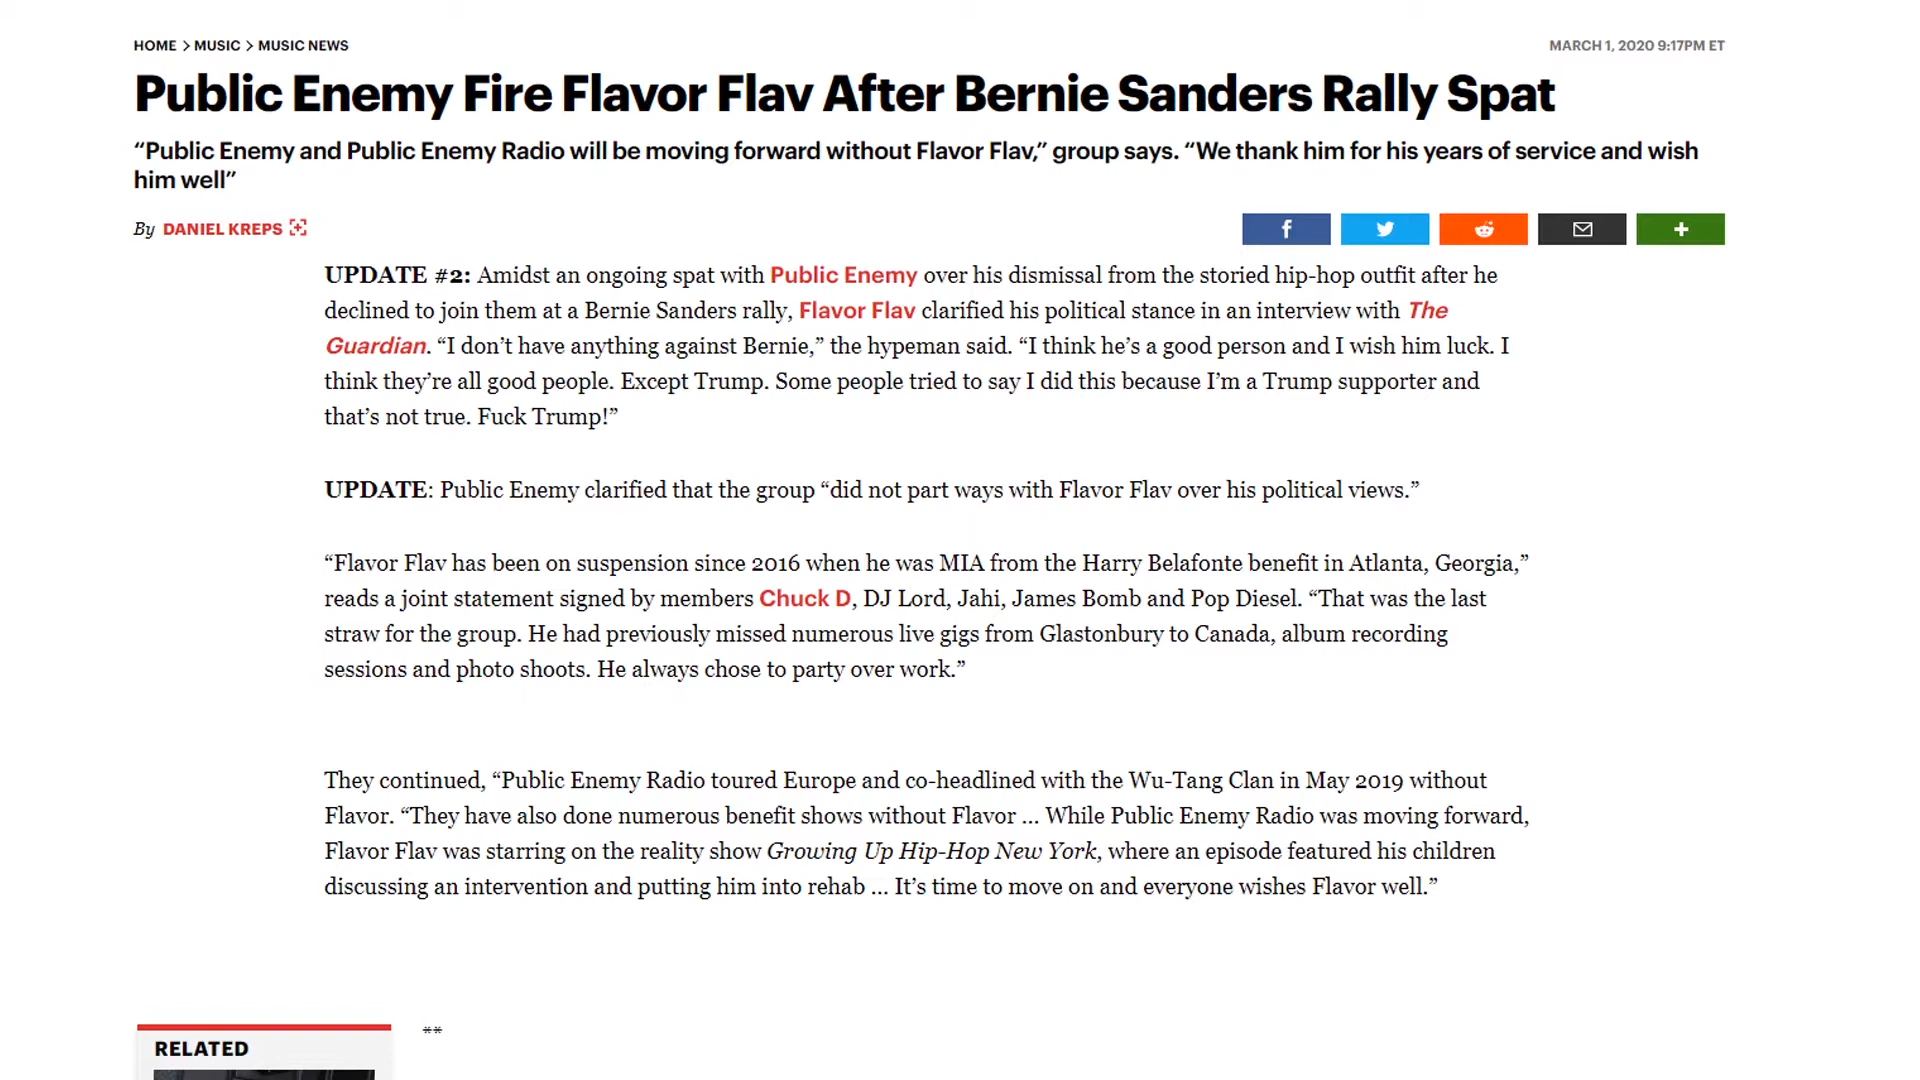 HOME > MUSIC > MUSIC NEWS
MARCH 1, 2020 9:17PM ET
Public Enemy Fire Flavor Flav After Bernie Sanders Rally Spat
“Public Enemy and Public Enemy Radio will be moving forward without Flavor Flav,” group says. “We thank him for his years of service and wish
him well”
By DANIEL KREPS
UPDATE #2: Amidst an ongoing spat with Public Enemy over his dismissal from the storied hip-hop outfit after he
declined to join them at a Bernie Sanders rally, Flavor Flav clarified his political stance in an interview with The
Guardian. “I don’t have anything against Bernie,” the hypeman said. “I think he’s a good person and I wish him luck. I
think they’re all good people. Except Trump. Some people tried to say I did this because I’m a Trump supporter and
that’s not true. Fuck Trump!”
UPDATE: Public Enemy clarified that the group “did not part ways with Flavor Flav over his political views.”
“Flavor Flav has been on suspension since 2016 when he was MIA from the Harry Belafonte benefit in Atlanta, Georgia,”
reads a joint statement signed by members Chuck D, DJ Lord, Jahi, James Bomb and Pop Diesel. “That was the last
straw for the group. He had previously missed numerous live gigs from Glastonbury to Canada, album recording
sessions and photo shoots. He always chose to party over work.”
They continued, “Public Enemy Radio toured Europe and co-headlined with the Wu-Tang Clan in May 2019 without
Flavor. “They have also done numerous benefit shows without Flavor ... While Public Enemy Radio was moving forward,
Flavor Flav was starring on the reality show Growing Up Hip-Hop New York, where an episode featured his children
discussing an intervention and putting him into rehab ... It’s time to move on and everyone wishes Flavor well.”
**
RELATED